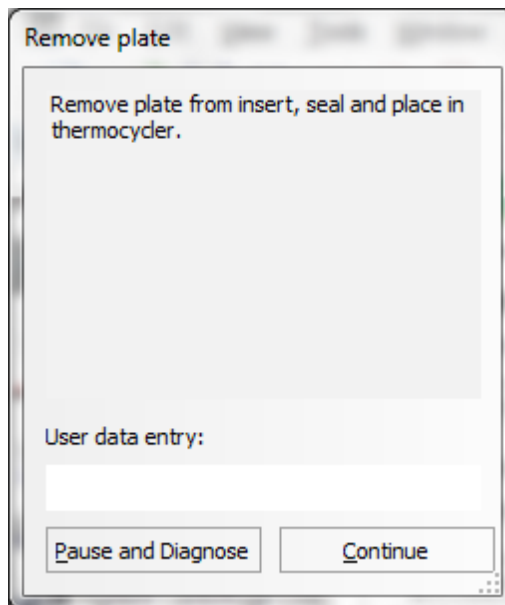 Remove plate
Remove plate from insert, seal and place in
thermocycler.
User data entry:
Pause and Diagnose
Continue